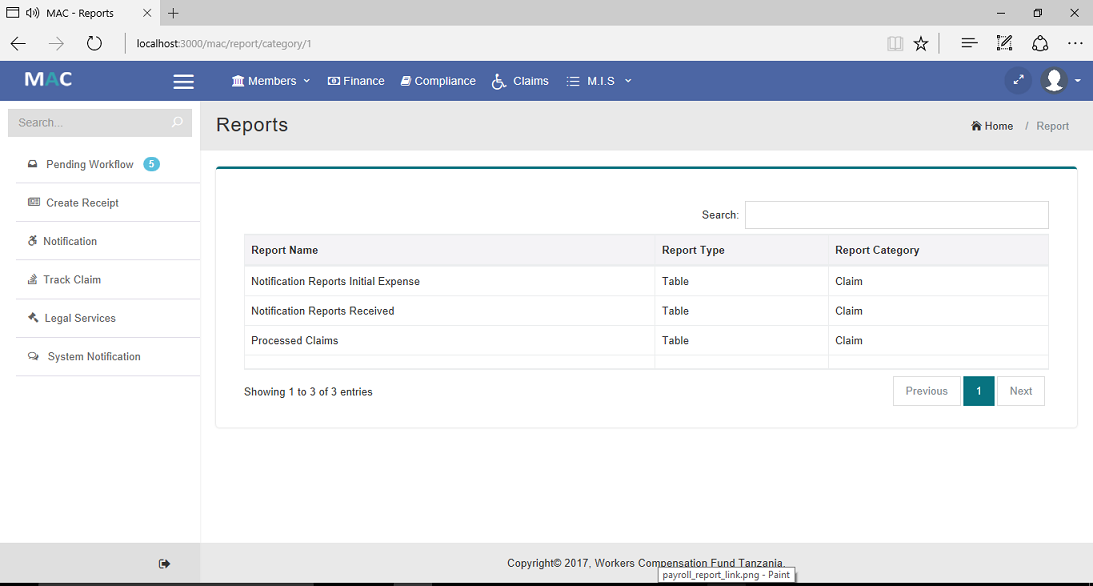 MAC - Reports
localhost:3000/mac/report/category/1
MAC
Members
Finance
Compliance
Claims
M.I.S
Search...
Reports
Home / Report
Pending Workflow 5
Create Receipt
Notification
Track Claim
Legal Services
System Notification
Search:
Report Name Report Type Report Category
Notification Reports Initial Expense Table Claim
Notification Reports Received Table Claim
Processed Claims Table Claim
Showing 1 to 3 of 3 entries
Previous 1 Next
Copyright© 2017, Workers Compensation Fund Tanzania.
payroll_report_link.png - Paint